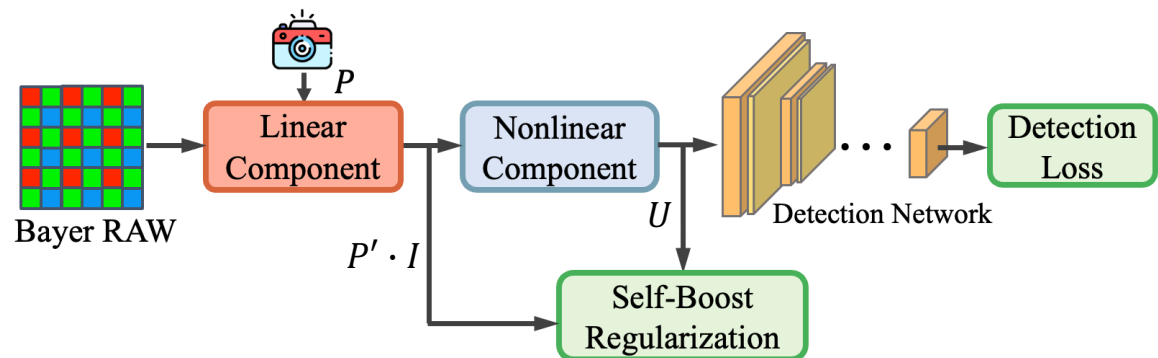 P
Linear
Component
Nonlinear
Component
Detection
Loss
Bayer RAW
Detection Network
U
P′ · I
Self-Boost
Regularization